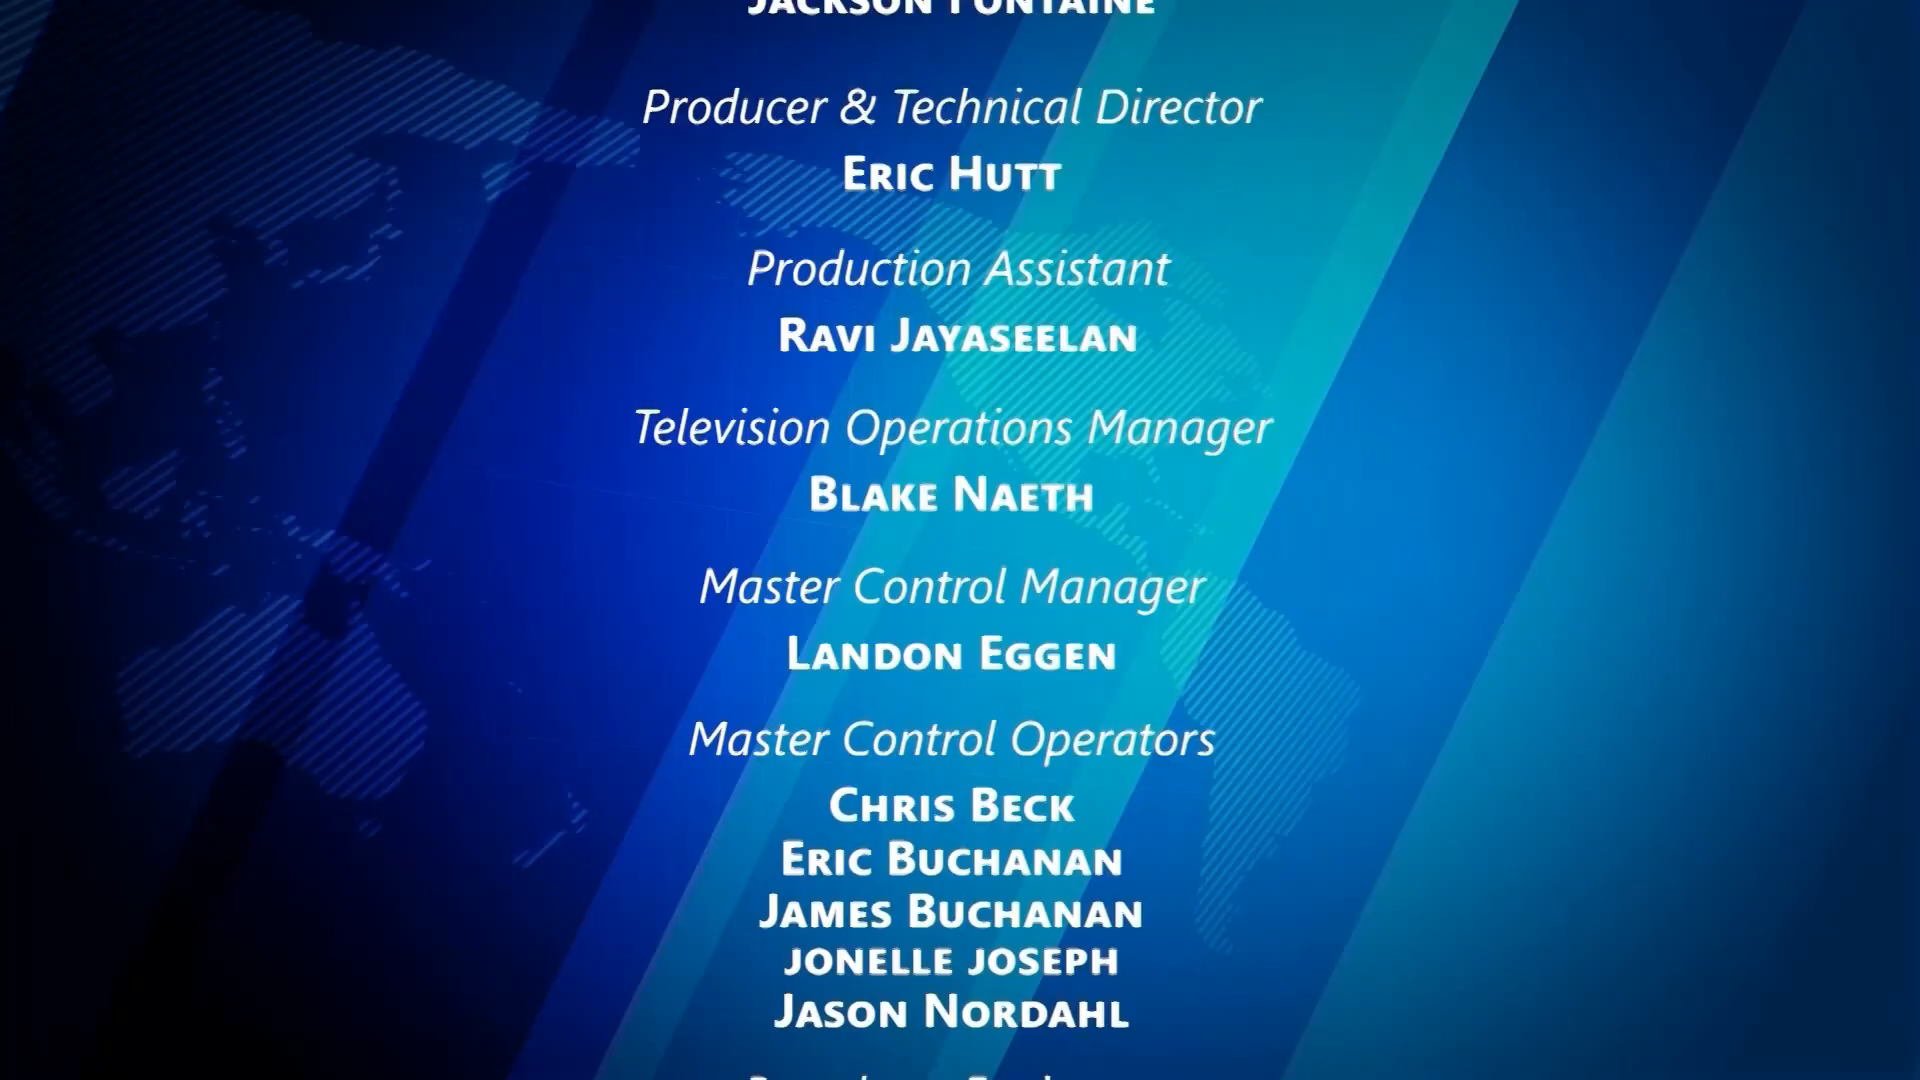 JACKSON FONTAINE
Producer & Technical Director
ERIC HUTT
Production Assistant
RAVI JAYASEELAN
Television Operations Manager
BLAKE NAETH
Master Control Manager
LANDON EGGEN
Master Control Operators
CHRIS BECK
ERIC BUCHANAN
JAMES BUCHANAN
JONELLE JOSEPH
JASON NORDAHL